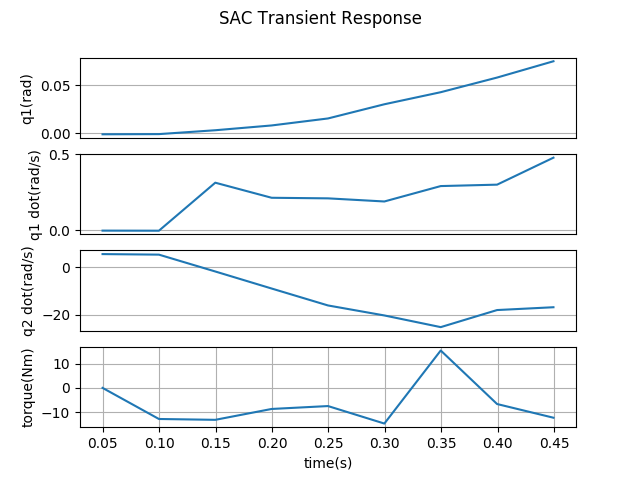 SAC Transient Response
q1(rad)
0.05
0.00
q1 dot(rad/s)
0.5
0.0
q2 dot(rad/s)
0
−20
torque(Nm)
10
0
−10
0.05 0.10 0.15 0.20 0.25 0.30 0.35 0.40 0.45
time(s)